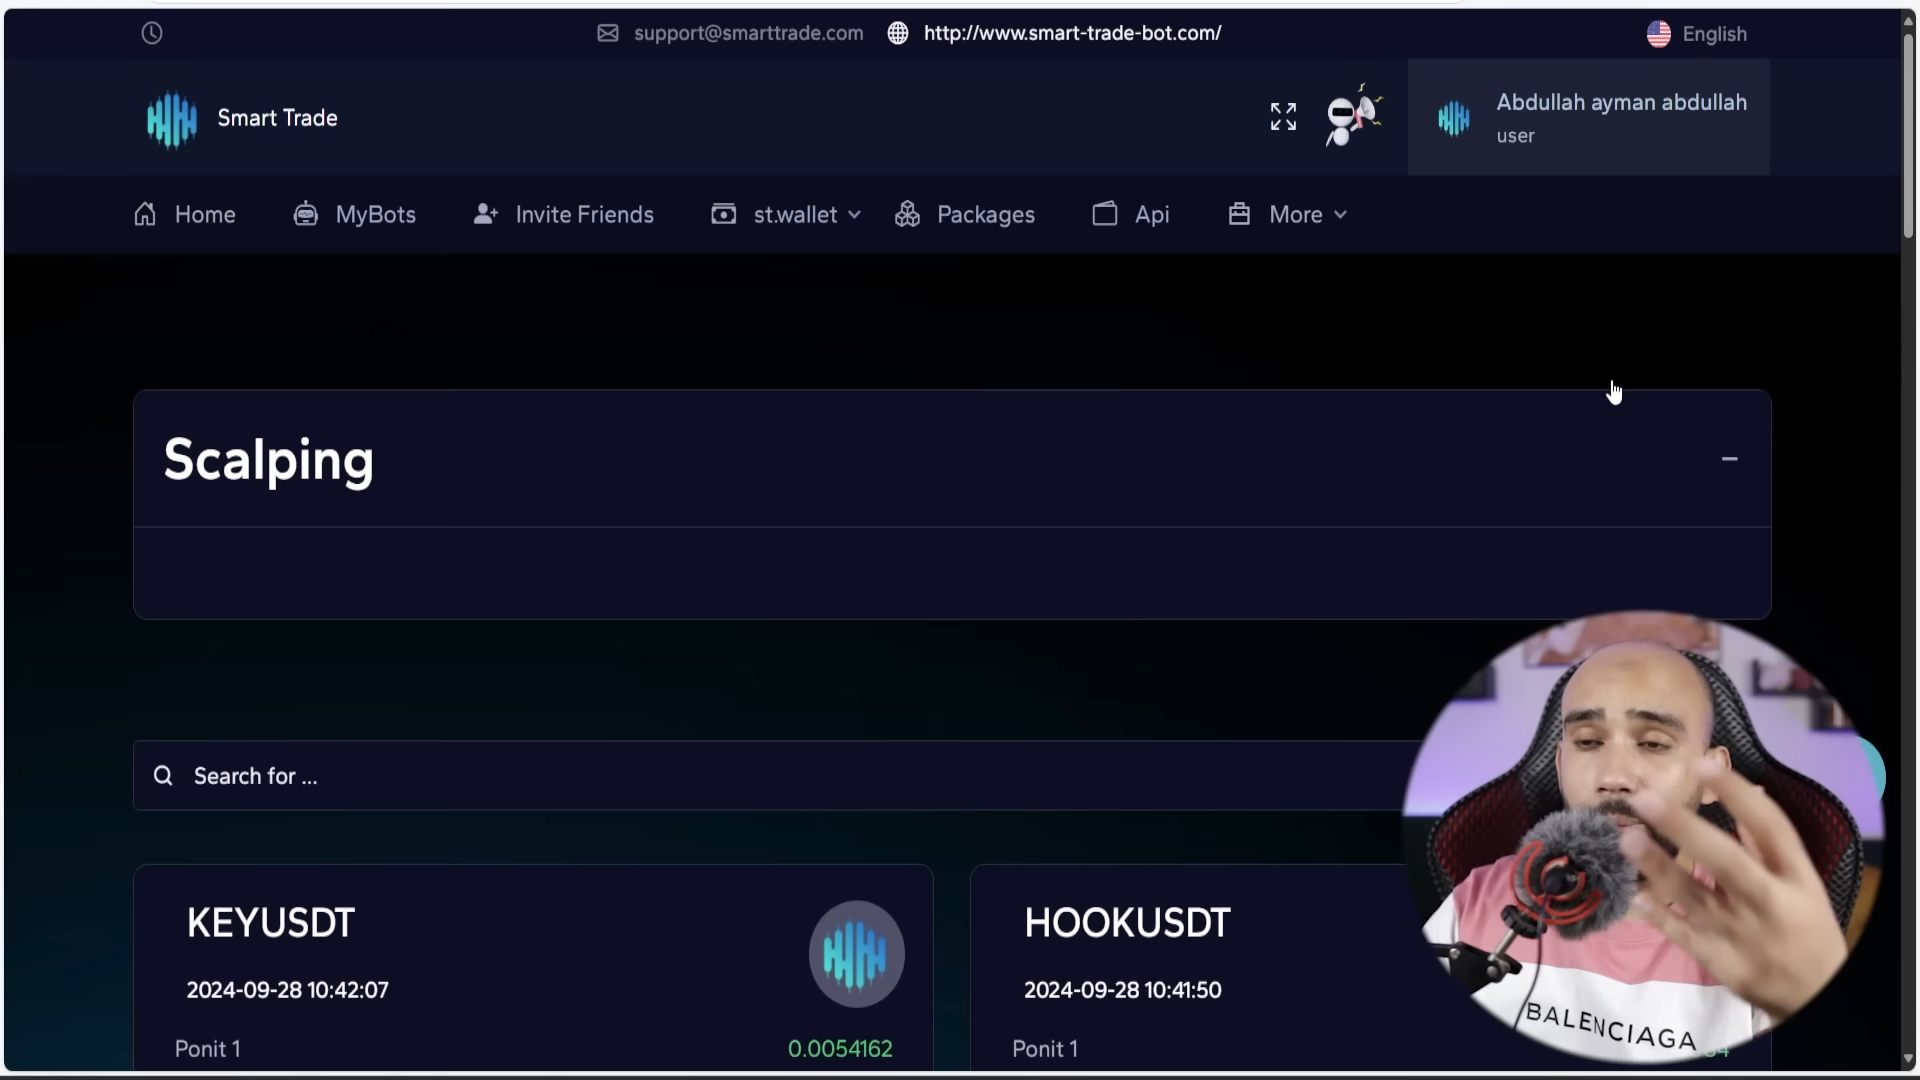 support@smarttrade.com http://www.smart-trade-bot.com/ English
Smart Trade
Abdullah ayman abdullah
user
Home MyBots Invite Friends st.wallet Packages Api More
Scalping
Search for ...
KEYUSDT
2024-09-28 10:42:07
Ponit 1 0.0054162
HOOKUSDT
2024-09-28 10:41:50
Ponit 1
BALENCIAGA